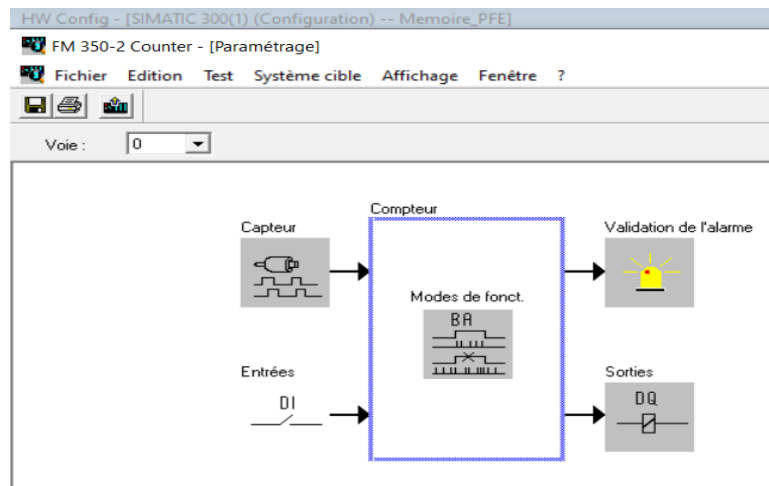 HW Config - [SIMATIC 300(1) (Configuration) -- Memoire_PFE]
FM 350-2 Counter - [Paramétrage]
Fichier Edition Test Système cible Affichage Fenêtre ?
Voie : 0
Compteur
Capteur
Validation de l'alarme
Modes de fonct.
BA
Entrées
Sorties
DI
DQ